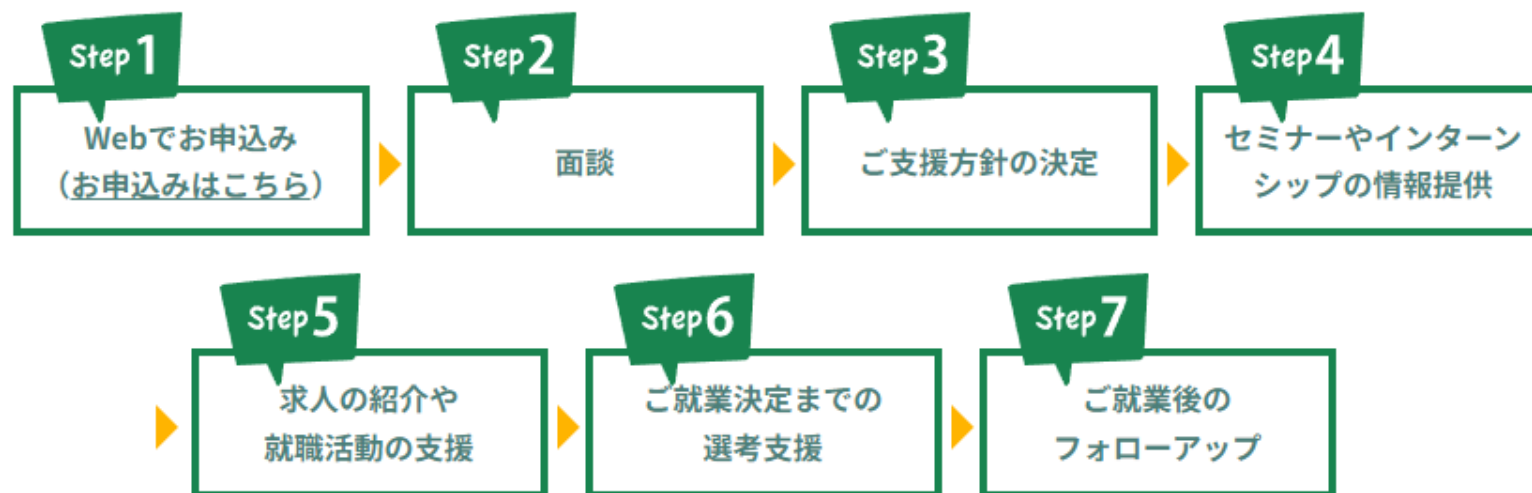 Step1
Webでお申込み
（お申込みはこちら）
Step2
面談
Step3
ご支援方針の決定
Step4
セミナーやインターン
シップの情報提供
Step5
求人の紹介や
就職活動の支援
Step6
ご就業決定までの
選考支援
Step7
ご就業後の
フォローアップ